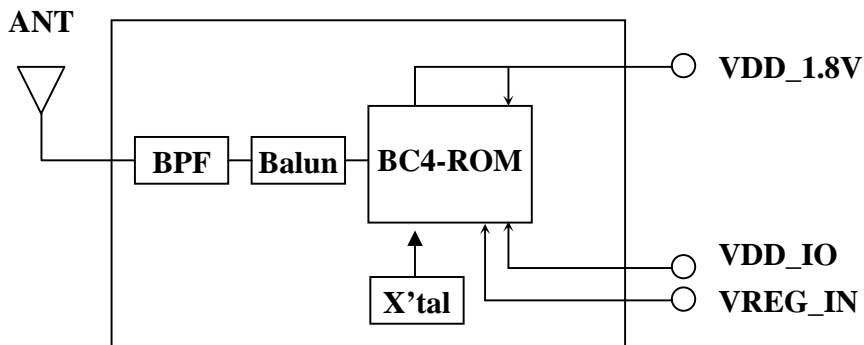 ANT
VDD_1.8V
BPF
Balun
BC4-ROM
VDD_IO
X’tal
VREG_IN